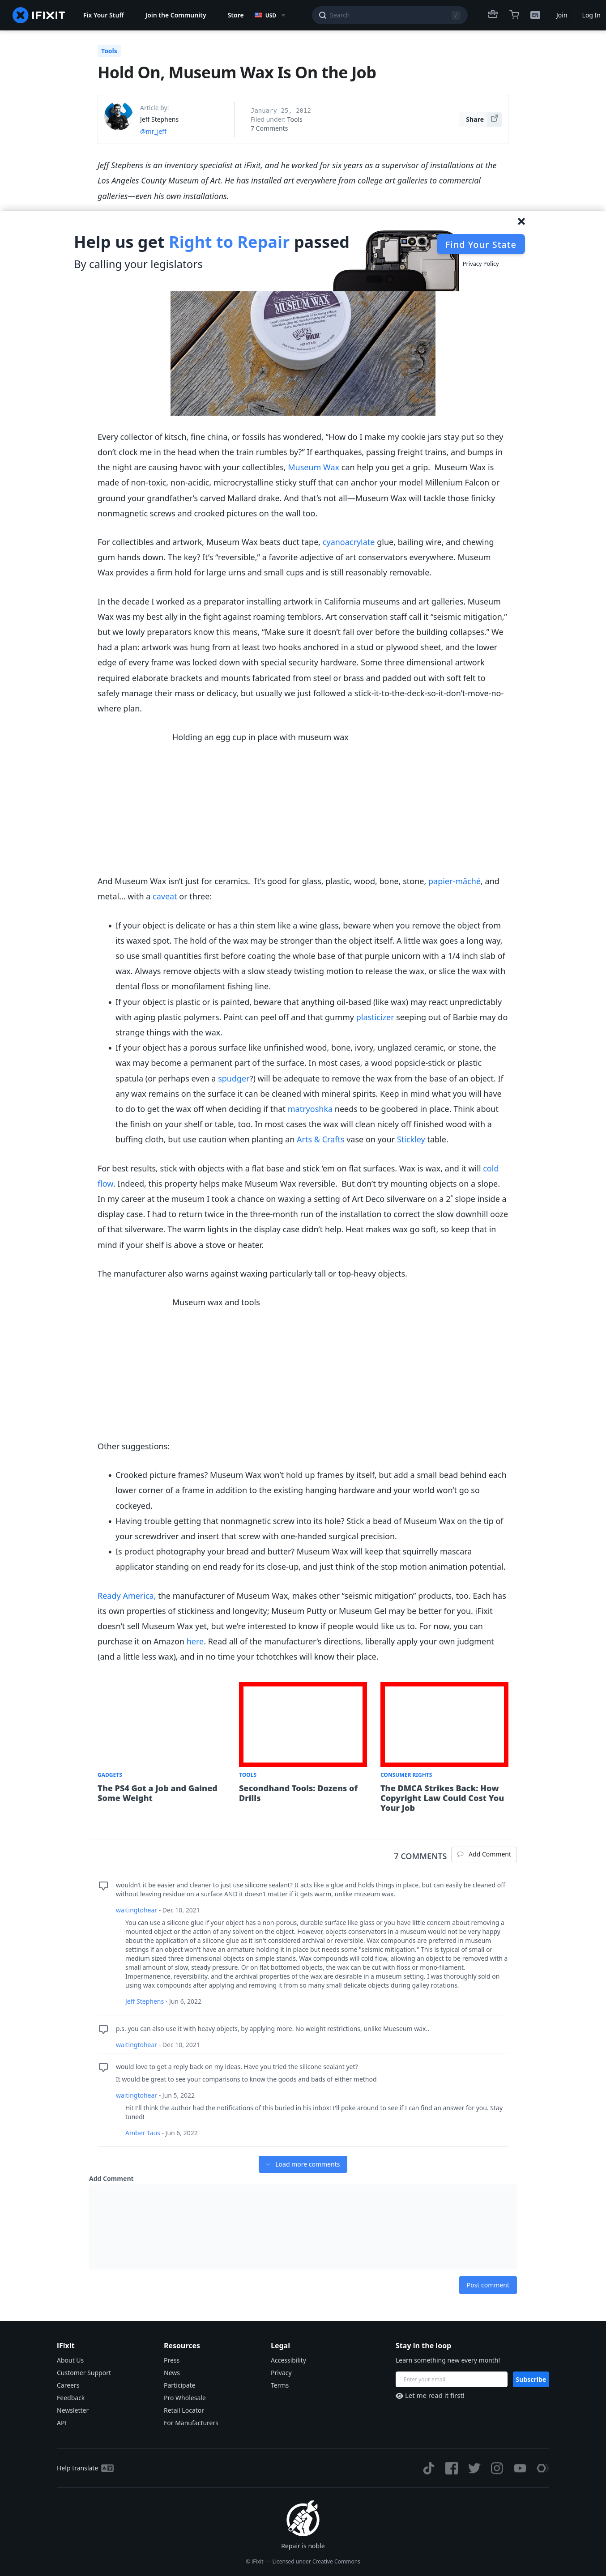 IFIXIT
Fix Your Stuff
Join the Community
Store
USD
Search
/
EN
Join
Log In
Tools
Hold On, Museum Wax Is On the Job
Article by:
Jeff Stephens
@mr_jeff
January 25, 2012
Filed under: Tools
7 Comments
Share
Jeff Stephens is an inventory specialist at iFixit, and he worked for six years as a supervisor of installations at the
Los Angeles County Museum of Art. He has installed art everywhere from college art galleries to commercial
galleries—even his own installations.
Help us get Right to Repair passed
By calling your legislators
Find Your State
Privacy Policy
MUSEUM WAX
Every collector of kitsch, fine china, or fossils has wondered, “How do I make my cookie jars stay put so they
don’t clock me in the head when the train rumbles by?” If earthquakes, passing freight trains, and bumps in
the night are causing havoc with your collectibles, Museum Wax can help you get a grip.  Museum Wax is
made of non-toxic, non-acidic, microcrystalline sticky stuff that can anchor your model Millenium Falcon or
ground your grandfather’s carved Mallard drake. And that’s not all—Museum Wax will tackle those finicky
nonmagnetic screws and crooked pictures on the wall too.
For collectibles and artwork, Museum Wax beats duct tape, cyanoacrylate glue, bailing wire, and chewing
gum hands down. The key? It’s “reversible,” a favorite adjective of art conservators everywhere. Museum
Wax provides a firm hold for large urns and small cups and is still reasonably removable.
In the decade I worked as a preparator installing artwork in California museums and art galleries, Museum
Wax was my best ally in the fight against roaming temblors. Art conservation staff call it “seismic mitigation,”
but we lowly preparators know this means, “Make sure it doesn’t fall over before the building collapses.” We
had a plan: artwork was hung from at least two hooks anchored in a stud or plywood sheet, and the lower
edge of every frame was locked down with special security hardware. Some three dimensional artwork
required elaborate brackets and mounts fabricated from steel or brass and padded out with soft felt to
safely manage their mass or delicacy, but usually we just followed a stick-it-to-the-deck-so-it-don’t-move-no-
where plan.
Holding an egg cup in place with museum wax
And Museum Wax isn’t just for ceramics.  It’s good for glass, plastic, wood, bone, stone, papier-mâché, and
metal... with a caveat or three:
• If your object is delicate or has a thin stem like a wine glass, beware when you remove the object from
its waxed spot. The hold of the wax may be stronger than the object itself. A little wax goes a long way,
so use small quantities first before coating the whole base of that purple unicorn with a 1/4 inch slab of
wax. Always remove objects with a slow steady twisting motion to release the wax, or slice the wax with
dental floss or monofilament fishing line.
• If your object is plastic or is painted, beware that anything oil-based (like wax) may react unpredictably
with aging plastic polymers. Paint can peel off and that gummy plasticizer seeping out of Barbie may do
strange things with the wax.
• If your object has a porous surface like unfinished wood, bone, ivory, unglazed ceramic, or stone, the
wax may become a permanent part of the surface. In most cases, a wood popsicle-stick or plastic
spatula (or perhaps even a spudger?) will be adequate to remove the wax from the base of an object. If
any wax remains on the surface it can be cleaned with mineral spirits. Keep in mind what you will have
to do to get the wax off when deciding if that matryoshka needs to be goobered in place. Think about
the finish on your shelf or table, too. In most cases the wax will clean nicely off finished wood with a
buffing cloth, but use caution when planting an Arts & Crafts vase on your Stickley table.
For best results, stick with objects with a flat base and stick ‘em on flat surfaces. Wax is wax, and it will cold
flow. Indeed, this property helps make Museum Wax reversible.  But don’t try mounting objects on a slope.
In my career at the museum I took a chance on waxing a setting of Art Deco silverware on a 2˚ slope inside a
display case. I had to return twice in the three-month run of the installation to correct the slow downhill ooze
of that silverware. The warm lights in the display case didn’t help. Heat makes wax go soft, so keep that in
mind if your shelf is above a stove or heater.
The manufacturer also warns against waxing particularly tall or top-heavy objects.
Museum wax and tools
Other suggestions:
• Crooked picture frames? Museum Wax won’t hold up frames by itself, but add a small bead behind each
lower corner of a frame in addition to the existing hanging hardware and your world won’t go so
cockeyed.
• Having trouble getting that nonmagnetic screw into its hole? Stick a bead of Museum Wax on the tip of
your screwdriver and insert that screw with one-handed surgical precision.
• Is product photography your bread and butter? Museum Wax will keep that squirrelly mascara
applicator standing on end ready for its close-up, and just think of the stop motion animation potential.
Ready America, the manufacturer of Museum Wax, makes other “seismic mitigation” products, too. Each has
its own properties of stickiness and longevity; Museum Putty or Museum Gel may be better for you. iFixit
doesn’t sell Museum Wax yet, but we’re interested to know if people would like us to. For now, you can
purchase it on Amazon here. Read all of the manufacturer’s directions, liberally apply your own judgment
(and a little less wax), and in no time your tchotchkes will know their place.
GADGETS
The PS4 Got a Job and Gained
Some Weight
TOOLS
Secondhand Tools: Dozens of
Drills
CONSUMER RIGHTS
The DMCA Strikes Back: How
Copyright Law Could Cost You
Your Job
7 COMMENTS
Add Comment
wouldn’t it be easier and cleaner to just use silicone sealant? It acts like a glue and holds things in place, but can easily be cleaned off
without leaving residue on a surface AND it doesn’t matter if it gets warm, unlike museum wax.
waitingtohear - Dec 10, 2021
You can use a silicone glue if your object has a non-porous, durable surface like glass or you have little concern about removing a
mounted object or the action of any solvent on the object. However, objects conservators in a museum would not be very happy
about the application of a silicone glue as it isn't considered archival or reversible. Wax compounds are preferred in museum
settings if an object won't have an armature holding it in place but needs some "seismic mitigation." This is typical of small or
medium sized three dimensional objects on simple stands. Wax compounds will cold flow, allowing an object to be removed with a
small amount of slow, steady pressure. Or on flat bottomed objects, the wax can be cut with floss or mono-filament.
Impermanence, reversibility, and the archival properties of the wax are desirable in a museum setting. I was thoroughly sold on
using wax compounds after applying and removing it from so many small delicate objects during galley rotations.
Jeff Stephens - Jun 6, 2022
p.s. you can also use it with heavy objects, by applying more. No weight restrictions, unlike Mueseum wax..
waitingtohear - Dec 10, 2021
would love to get a reply back on my ideas. Have you tried the silicone sealant yet?
It would be great to see your comparisons to know the goods and bads of either method
waitingtohear - Jun 5, 2022
Hi! I'll think the author had the notifications of this buried in his inbox! I'll poke around to see if I can find an answer for you. Stay
tuned!
Amber Taus - Jun 6, 2022
Load more comments
Add Comment
Post comment
iFixit
About Us
Customer Support
Careers
Feedback
Newsletter
API
Resources
Press
News
Participate
Pro Wholesale
Retail Locator
For Manufacturers
Legal
Accessibility
Privacy
Terms
Stay in the loop
Learn something new every month!
Enter your email
Subscribe
Let me read it first!
Help translate
Repair is noble
© iFixit — Licensed under Creative Commons